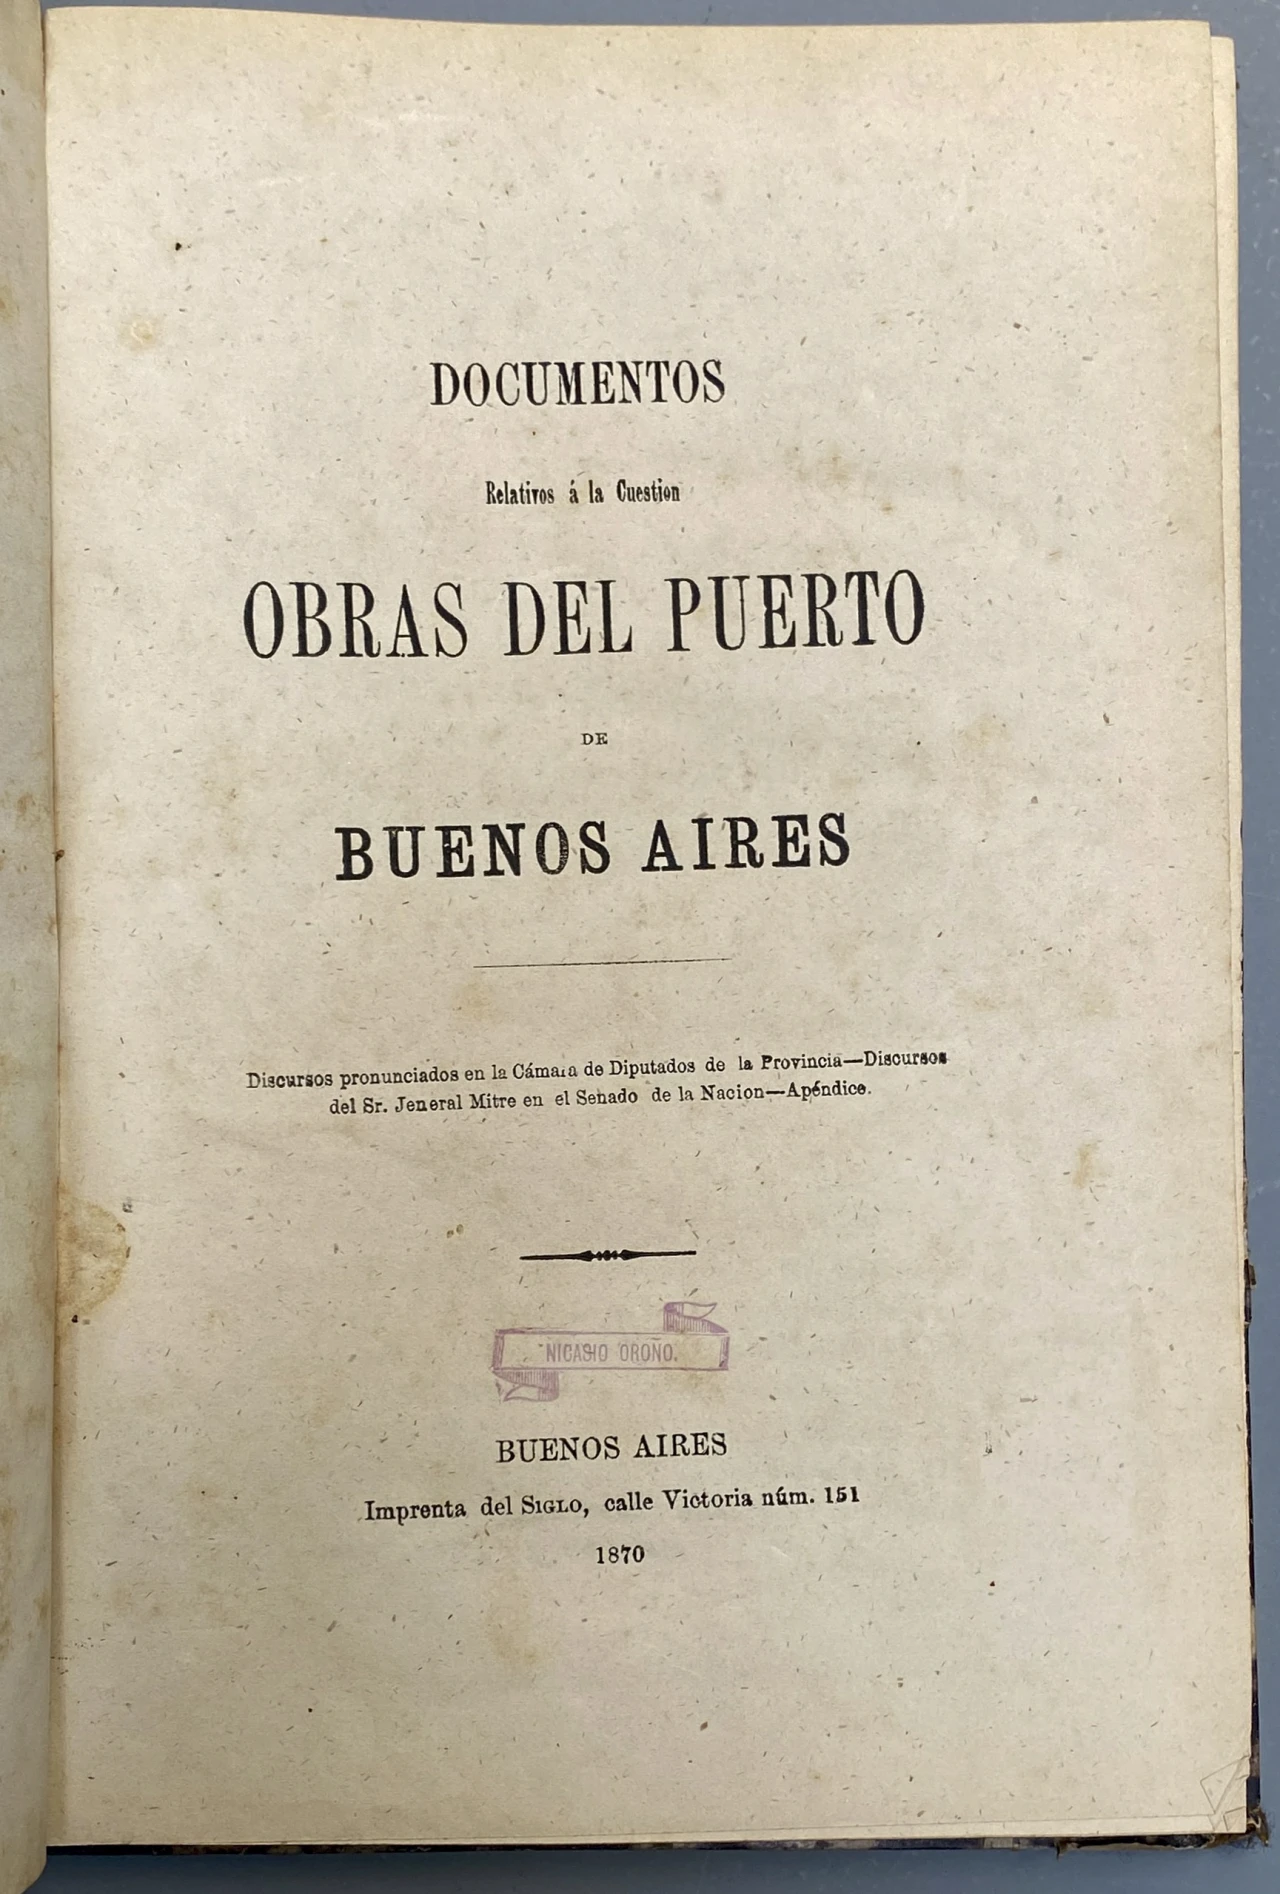 DOCUMENTOS
Relativos á la Cuestion
OBRAS DEL PUERTO
DE
BUENOS AIRES
Discursos pronunciados en la Cámara de Diputados de la Provincia—Discursos
del Sr. Jeneral Mitre en el Senado de la Nacion—Apéndice.
NICASIO OROÑO.
BUENOS AIRES
Imprenta del SIGLO, calle Victoria núm. 151
1870